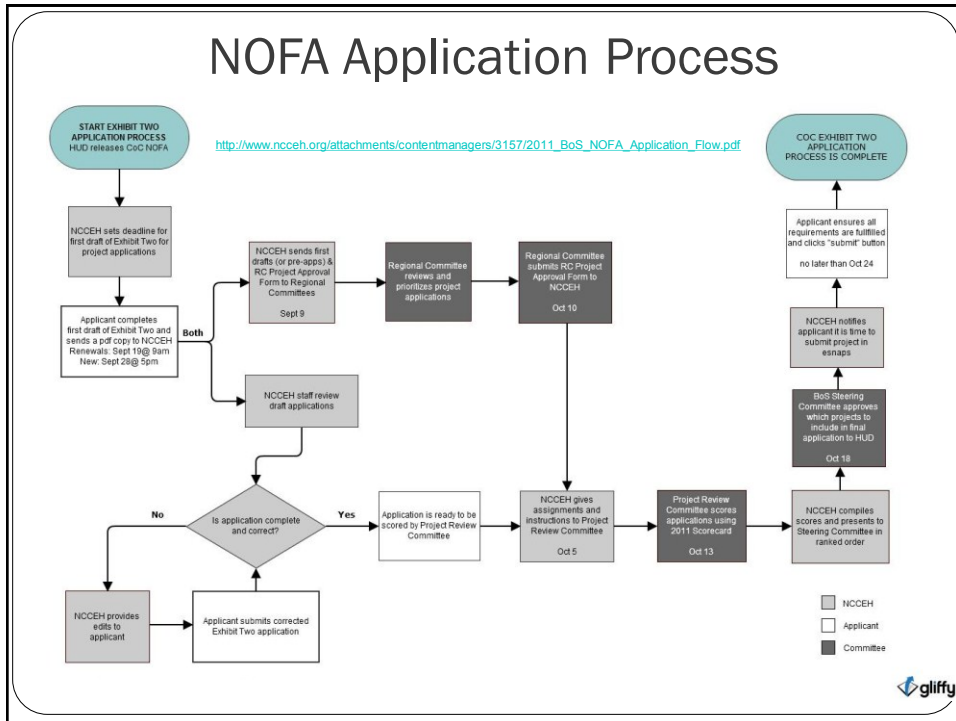 NOFA Application Process
START EXHIBIT TWO
APPLICATION PROCESS
HUD releases CoC NOFA
http://www.ncceh.org/attachments/contentmanagers/3157/2011_BoS_NOFA_Application_Flow.pdf
COC EXHIBIT TWO
APPLICATION
PROCESS IS COMPLETE
NCCEH sets deadline for
first draft of Exhibit Two for
project applications
Applicant completes
first draft of Exhibit Two and
sends a pdf copy to NCCEH
Renewals: Sept 19@ 9am
New: Sept 28@ 5pm
Both
NCCEH sends first
drafts (or pre-apps) &
RC Project Approval
Form to Regional
Committees
Sept 9
Regional Committee
reviews and
prioritizes project
applications
Regional Committee
submits RC Project
Approval Form to
NCCEH
Oct 10
NCCEH staff review
draft applications
Is application complete
and correct?
No
Yes
NCCEH provides
edits to
applicant
Applicant submits corrected
Exhibit Two application
Application is ready to be
scored by Project Review
Committee
NCCEH gives
assignments and
instructions to Project
Review Committee
Oct 5
Project Review
Committee scores
applications using
2011 Scorecard
Oct 13
NCCEH compiles
scores and presents to
Steering Committee in
ranked order
BoS Steering
Committee approves
which projects to
include in final
application to HUD
Oct 18
NCCEH notifies
applicant it is time to
submit project in
esnaps
Applicant ensures all
requirements are fullfilled
and clicks "submit" button
no later than Oct 24
NCCEH
Applicant
Committee
gliffy